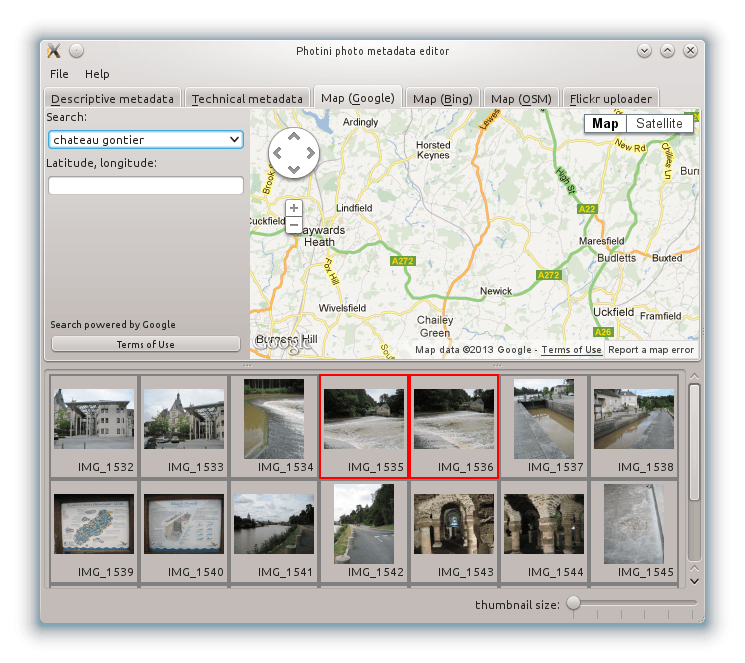 Photini photo metadata editor
File Help
Descriptive metadata Technical metadata Map (Google) Map (Bing) Map (OSM) Flickr uploader
Search:
chateau gontier
Latitude, longitude:
Search powered by Google
Terms of Use
Map Satellite
Ardingly
Lewes
Horsted
Keynes
New Rd
High St
Lindfield
A22
Maresfield
Haywards
Heath
A272
Budletts
Buxted
Fox Hill
A272
Newick
Wivelsfield
Chailey
Green
Uckfield
Framfield
A26
Burgess Hill
Google
Map data ©2013 Google - Terms of Use Report a map error
IMG_1532 IMG_1533 IMG_1534 IMG_1535 IMG_1536 IMG_1537 IMG_1538
IMG_1539 IMG_1540 IMG_1541 IMG_1542 IMG_1543 IMG_1544 IMG_1545
thumbnail size: